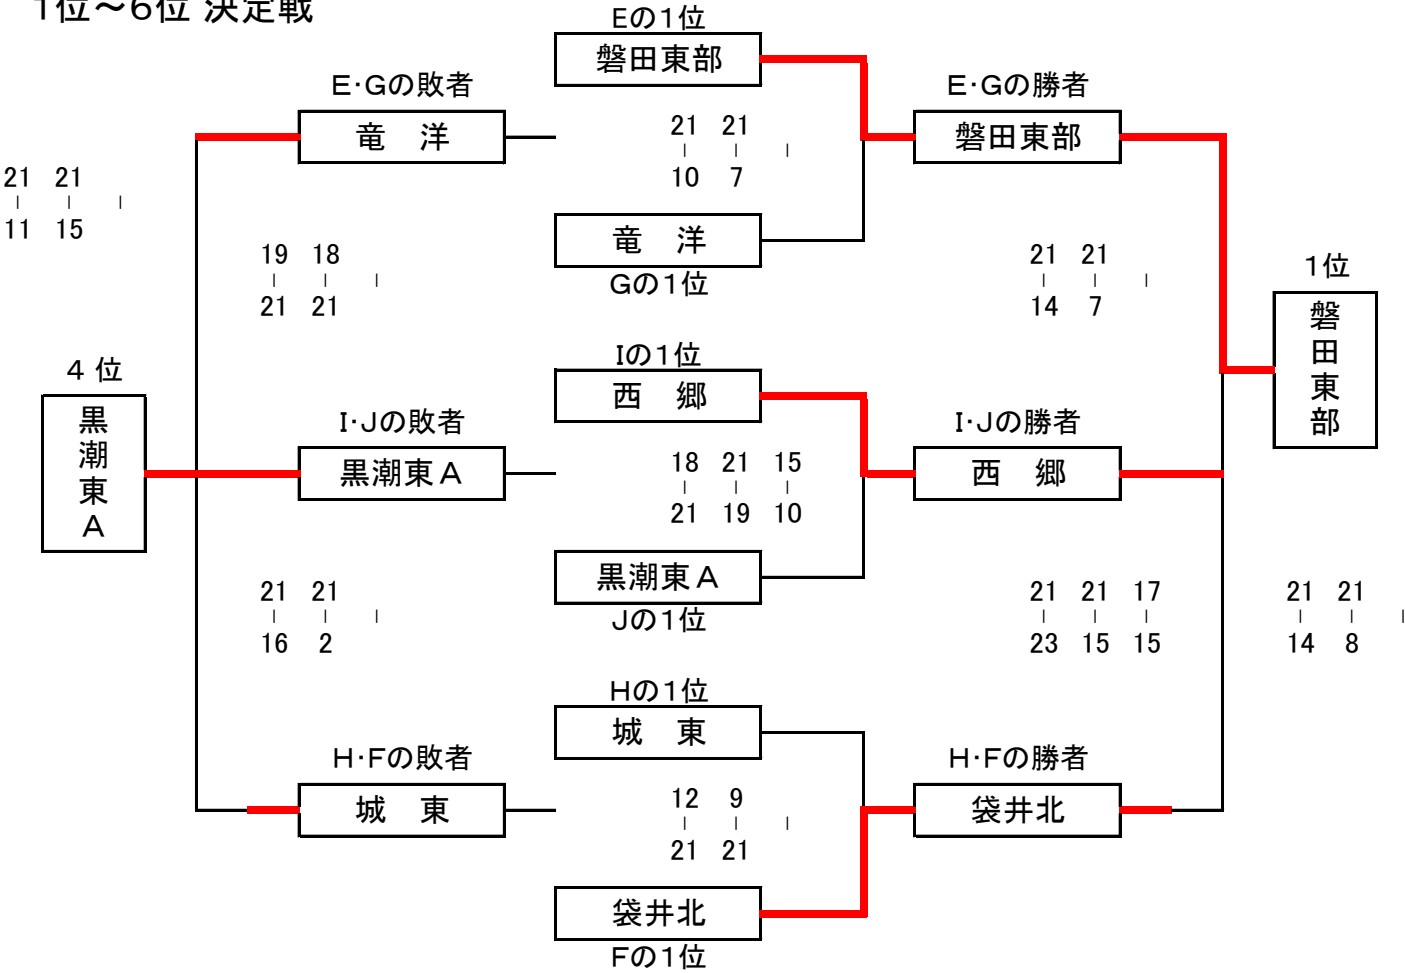 1位～6位 決定戦
Eの1位
磐田東部
E･Gの敗者
E･Gの勝者
竜　洋
21 21
10 7
磐田東部
21 21
11 15
竜　洋
Gの1位
19 18
21 21
21 21
14 7
1位
磐田東部
Iの1位
西　郷
4 位
黒潮東A
I･Jの敗者
I･Jの勝者
黒潮東A
18 21 15
21 19 10
西　郷
黒潮東A
Jの1位
21 21
16 2
21 21 17
23 15 15
21 21
14 8
Hの1位
城　東
H･Fの敗者
H･Fの勝者
城　東
12 9
21 21
袋井北
袋井北
Fの1位